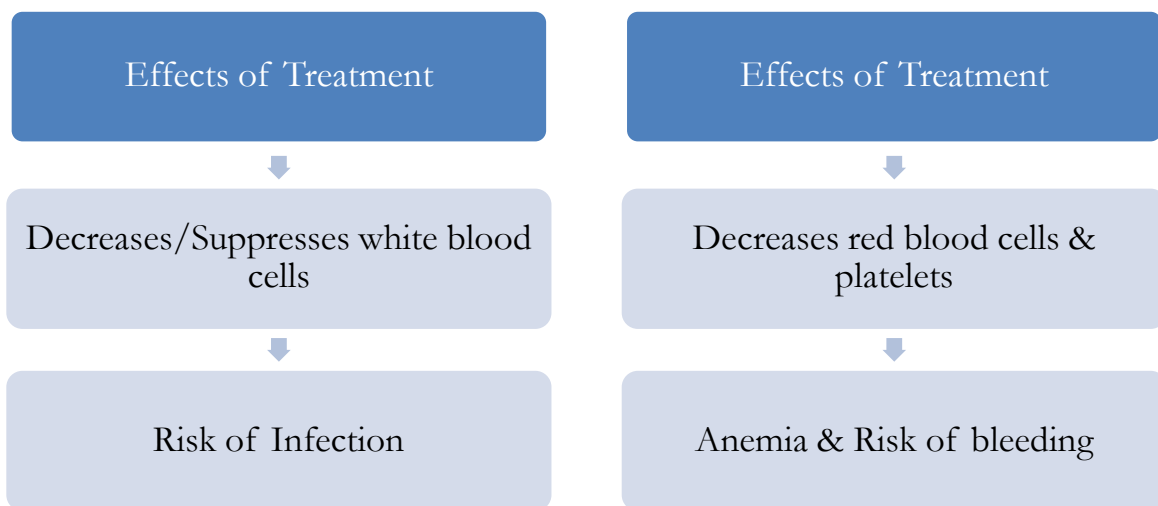 Effects of Treatment
Decreases/Suppresses white blood
cells
Risk of Infection
Effects of Treatment
Decreases red blood cells &
platelets
Anemia & Risk of bleeding